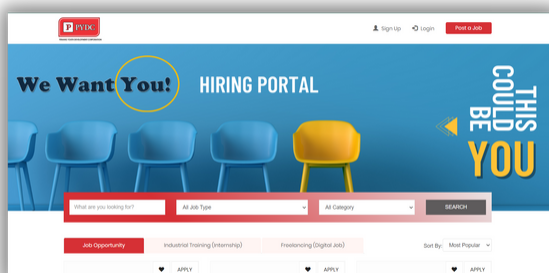 PYDC
Sign Up
Login
Post a Job
We Want You!
HIRING PORTAL
THIS
COULD
BE
YOU
What are you looking for?
All Job Type
All Category
SEARCH
Job Opportunity
Industrial Training (Internship)
Freelancing (Digital Job)
Sort By:
Most Popular
APPLY
APPLY
APPLY